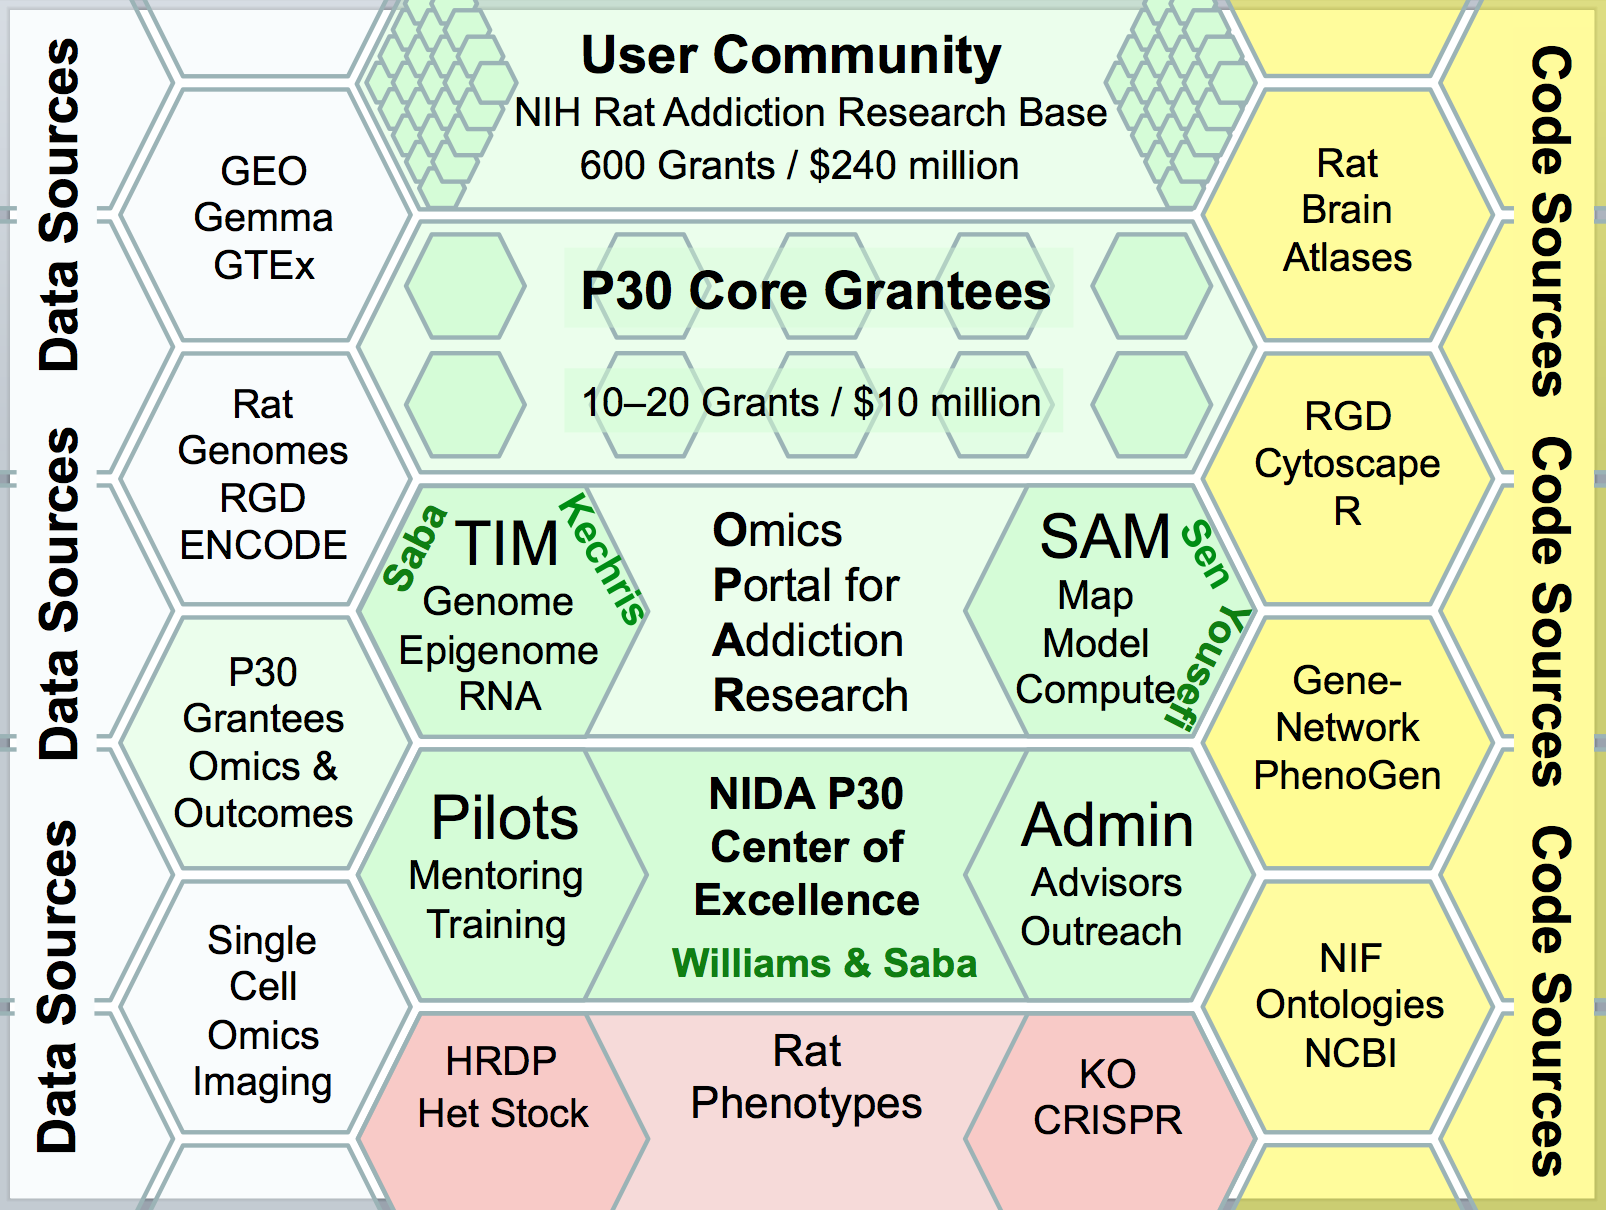 Data Sources
Data Sources
Data Sources
GEO
Gemma
GTEx
Rat
Genomes
RGD
ENCODE
P30
Grantees
Omics &
Outcomes
Single
Cell
Omics
Imaging
User Community
NIH Rat Addiction Research Base
600 Grants / $240 million
P30 Core Grantees
10–20 Grants / $10 million
Saba
TIM
Kechris
Genome
Epigenome
RNA
Omics
Portal for
Addiction
Research
SAM
Sen Yousefi
Map
Model
Compute
Pilots
Mentoring
Training
NIDA P30
Center of
Excellence
Williams & Saba
Admin
Advisors
Outreach
HRDP
Het Stock
Rat
Phenotypes
KO
CRISPR
Rat
Brain
Atlases
RGD
Cytoscape
R
Gene-
Network
PhenoGen
NIF
Ontologies
NCBI
Code Sources
Code Sources
Code Sources